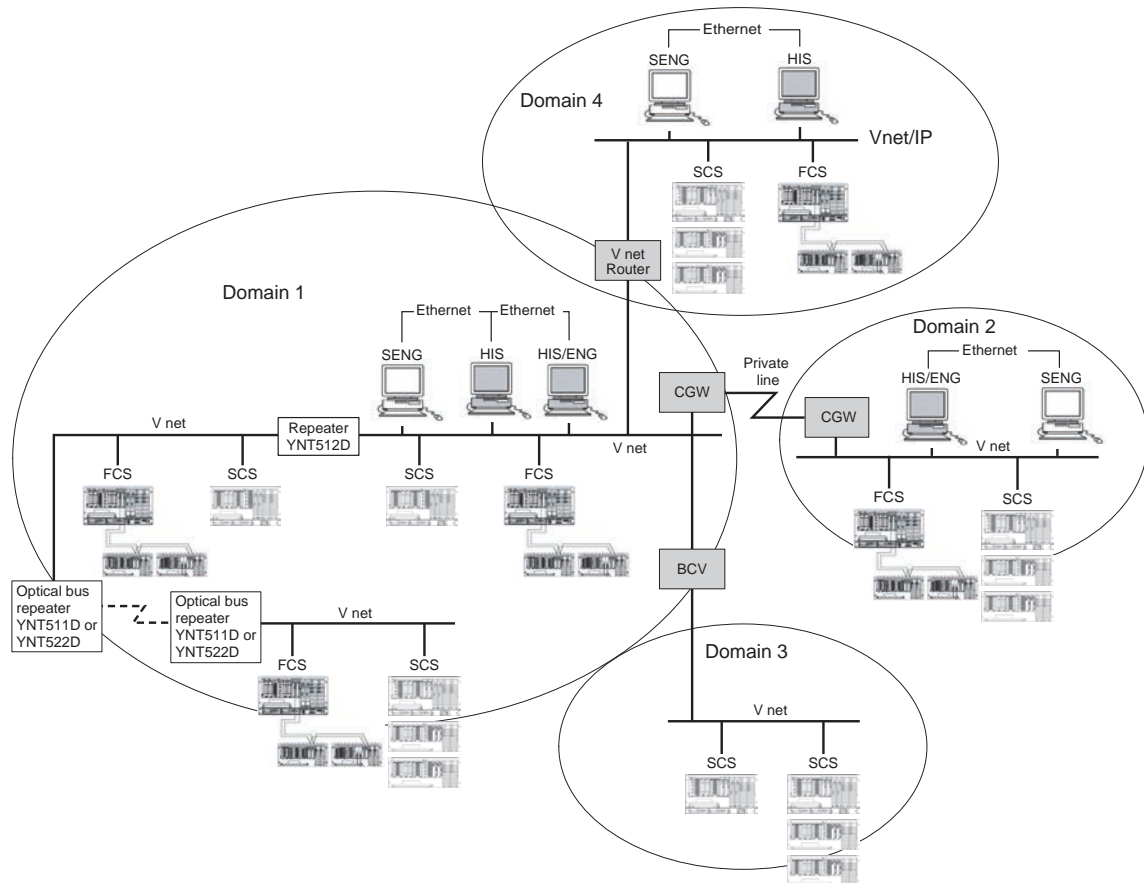 Ethernet
SENG
HIS
Domain 4
Vnet/IP
SCS
FCS
V net
Router
Domain 1
Ethernet
Ethernet
SENG
HIS
HIS/ENG
Domain 2
Ethernet
HIS/ENG
SENG
Private
line
CGW
CGW
V net
Repeater
YNT512D
V net
V net
FCS
SCS
SCS
FCS
FCS
SCS
BCV
Optical bus
repeater
YNT511D or
YNT522D
Optical bus
repeater
YNT511D or
YNT522D
V net
FCS
SCS
Domain 3
V net
SCS
SCS